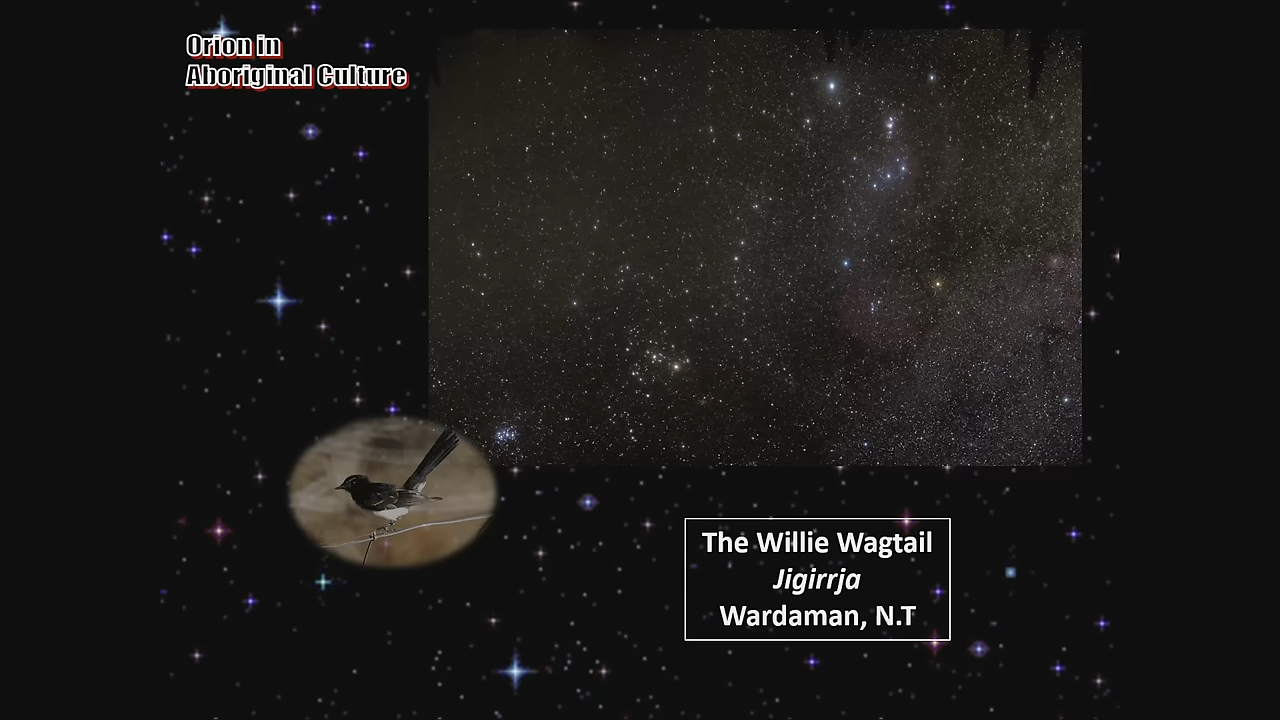 Orion in
Aboriginal Culture
The Willie Wagtail
Jigirrja
Wardaman, N.T